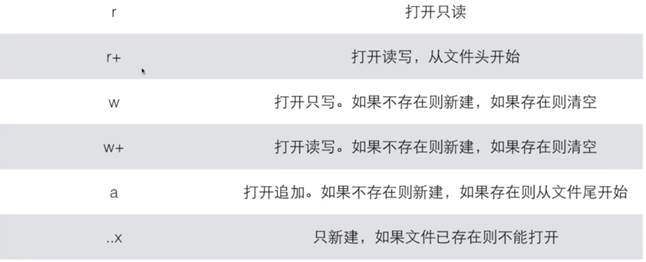 r 打开只读
r+ 打开读写，从文件头开始
w 打开只写。如果不存在则新建，如果存在则清空
w+ 打开读写。如果不存在则新建，如果存在则清空
a 打开追加。如果不存在则新建，如果存在则从文件尾开始
..x 只新建，如果文件已存在则不能打开